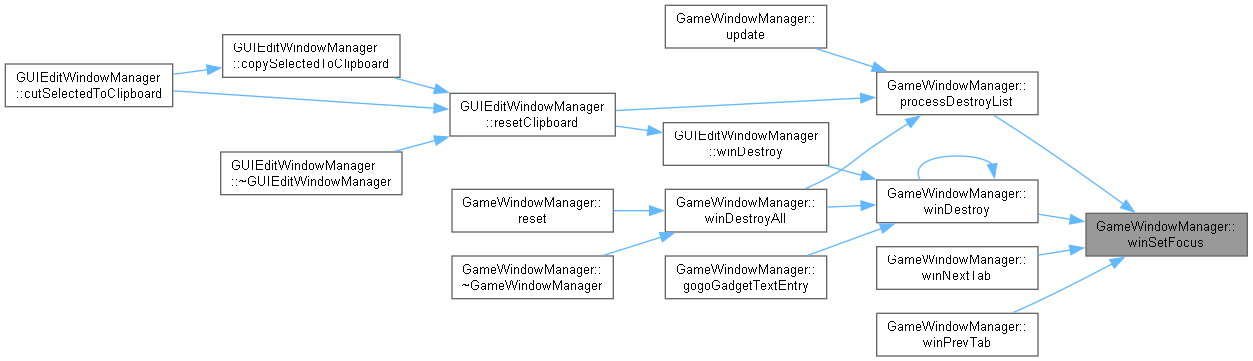 GameWindowManager::
update
GUIEditWindowManager
::copySelectedToClipboard
GUIEditWindowManager
::cutSelectedToClipboard
GameWindowManager::
processDestroyList
GUIEditWindowManager
::resetClipboard
GUIEditWindowManager
::winDestroy
GUIEditWindowManager
::~GUIEditWindowManager
GameWindowManager::
reset
GameWindowManager::
winDestroyAll
GameWindowManager::
winDestroy
GameWindowManager::
winSetFocus
GameWindowManager::
~GameWindowManager
GameWindowManager::
gogoGadgetTextEntry
GameWindowManager::
winNextTab
GameWindowManager::
winPrevTab